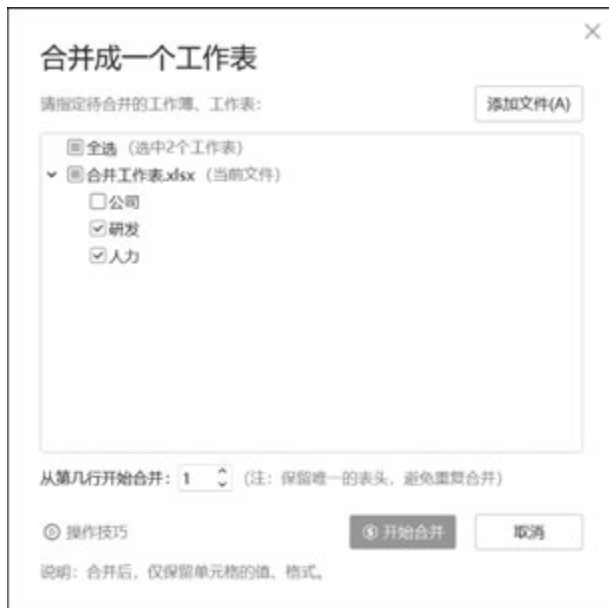 合并成一个工作表
请指定待合并的工作薄、工作表:
添加文件(A)
全选 (选中2个工作表)
合并工作表.xlsx (当前文件)
公司
研发
人力
从第几行开始合并: 1 (注: 保留唯一的表头, 避免重复合并)
操作技巧
开始合并
取消
说明: 合并后, 仅保留单元格的值、格式。